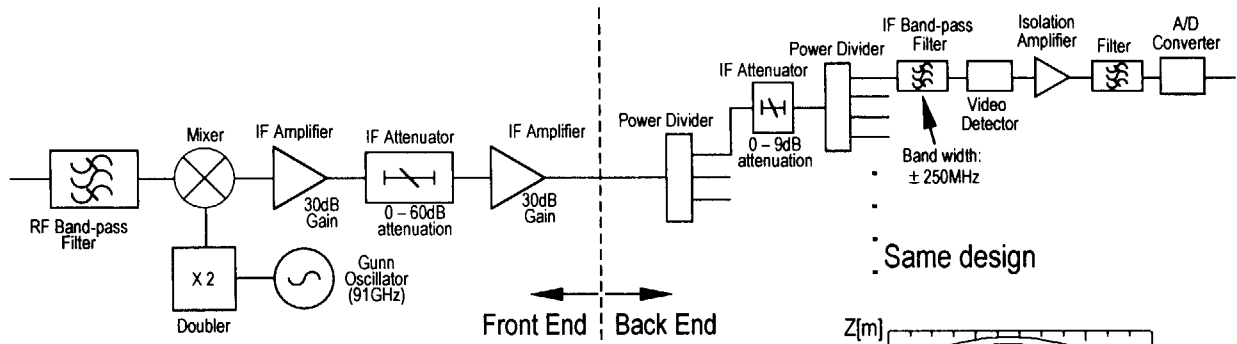 RF Band-pass
Filter
Mixer
X 2
Doubler
Gunn
Oscillator
(91GHz)
IF Amplifier
30dB
Gain
IF Attenuator
0 – 60dB
attenuation
IF Amplifier
30dB
Gain
Front End
Back End
Power Divider
IF Attenuator
0 – 9dB
attenuation
Power Divider
IF Band-pass
Filter
Band width:
± 250MHz
Video
Detector
Isolation
Amplifier
Filter
A/D
Converter
Same design
Z[m]